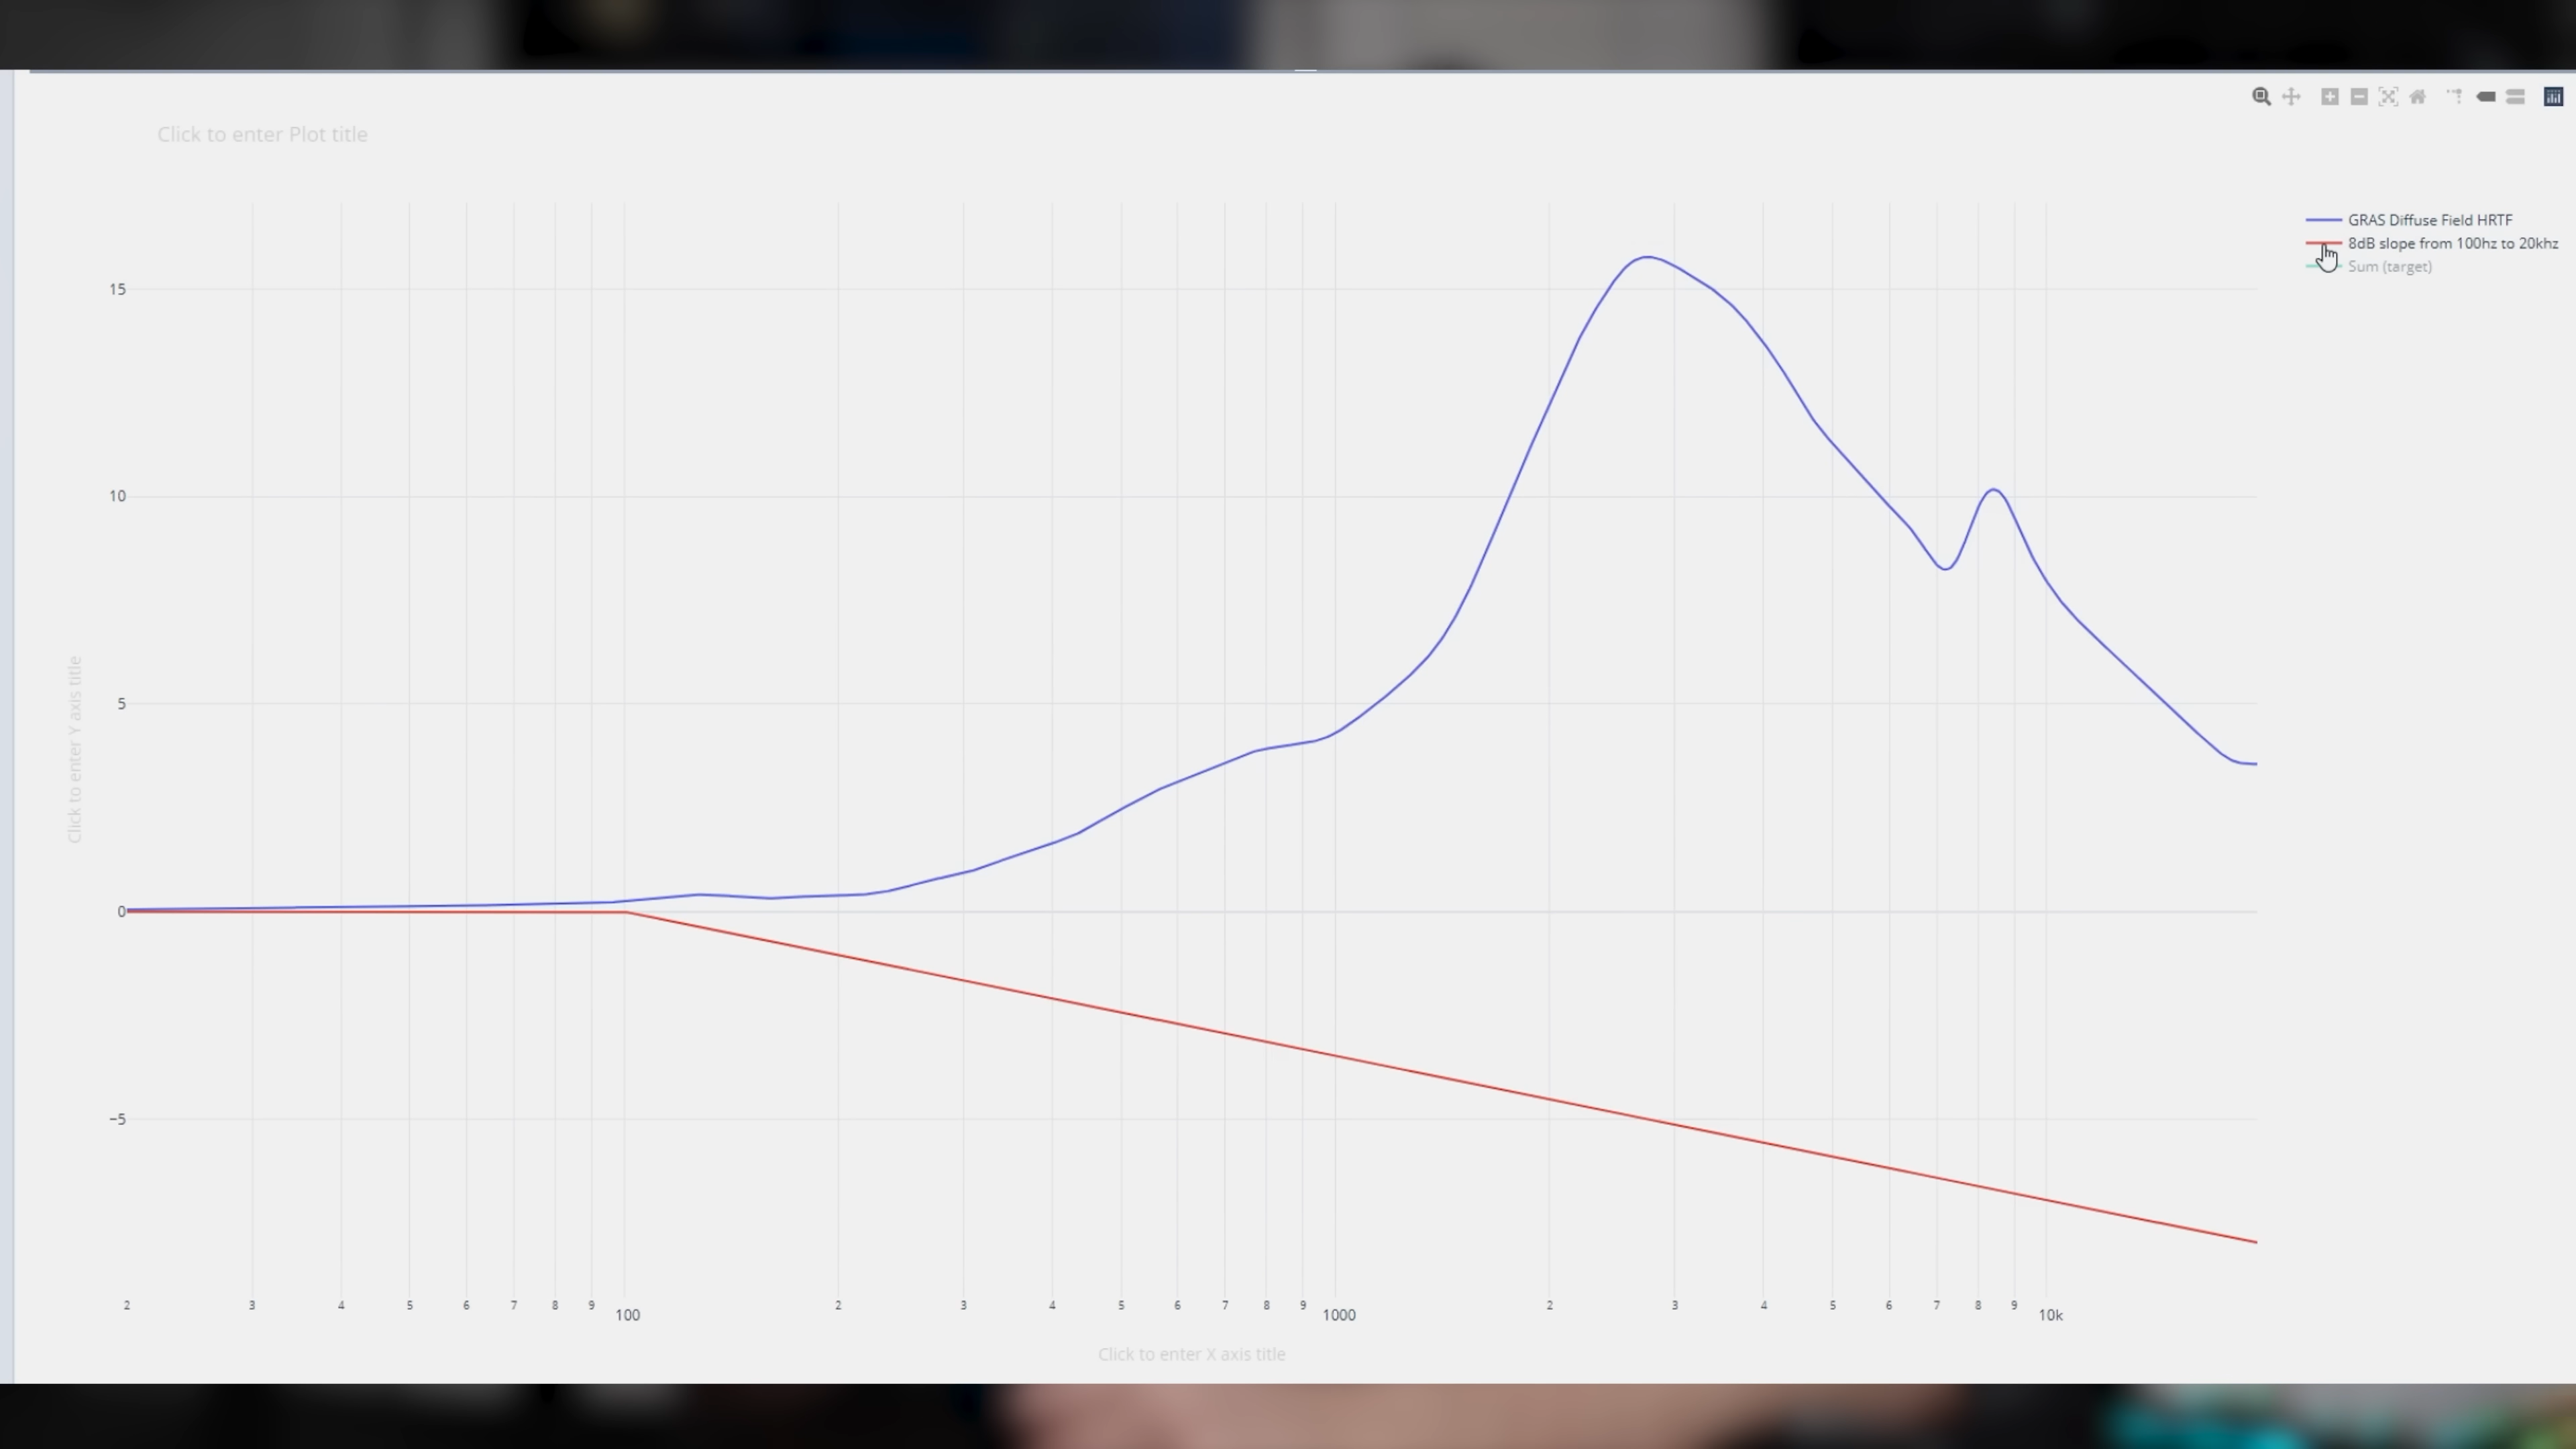 Click to enter Plot title
GRAS Diffuse Field HRTF
8dB slope from 100hz to 20khz
Sum (target)
15
10
5
0
−5
Click to enter Y axis title
2 3 4 5 6 7 8 9 100 2 3 4 5 6 7 8 9 1000 2 3 4 5 6 7 8 9 10k
Click to enter X axis title